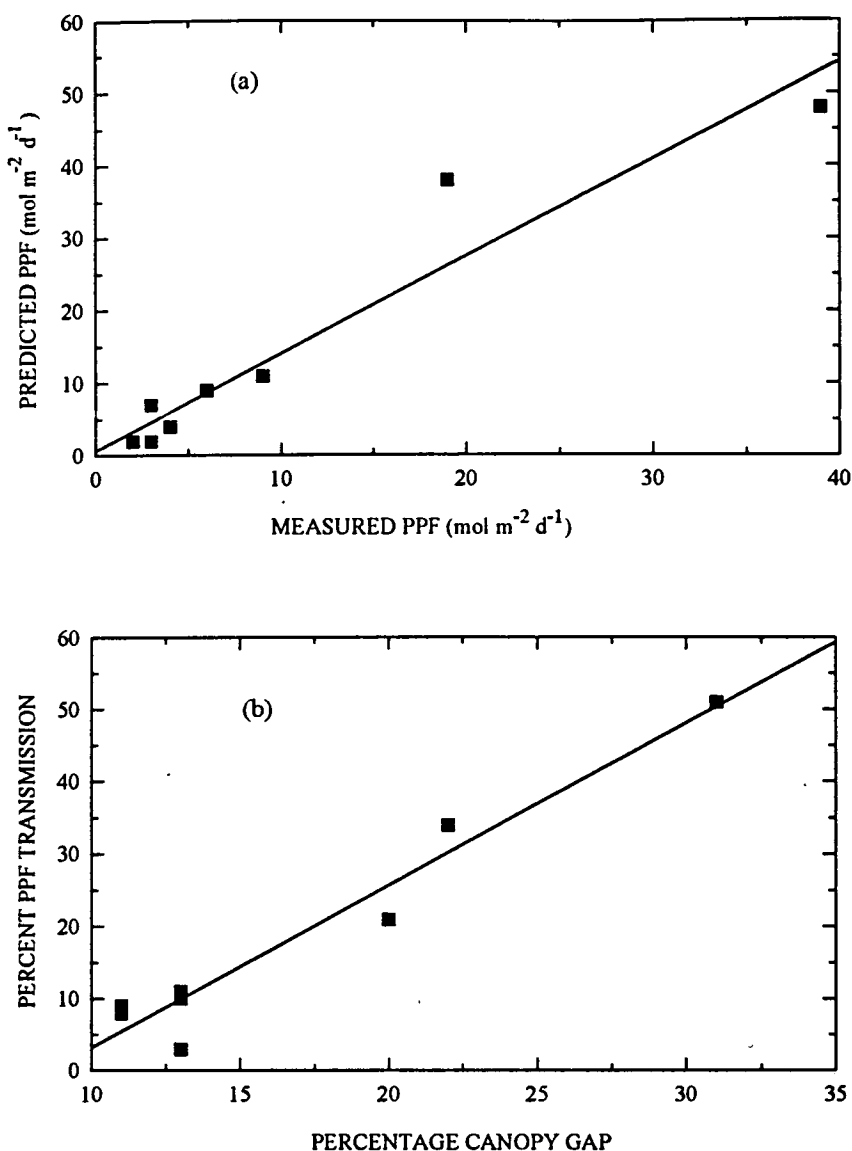 60
(a)
50
40
30
20
10
0
PREDICTED PPF (mol m⁻² d⁻¹)
0 10 20 30 40
MEASURED PPF (mol m⁻² d⁻¹)
60
(b)
50
40
30
20
10
0
PERCENT PPF TRANSMISSION
10 15 20 25 30 35
PERCENTAGE CANOPY GAP